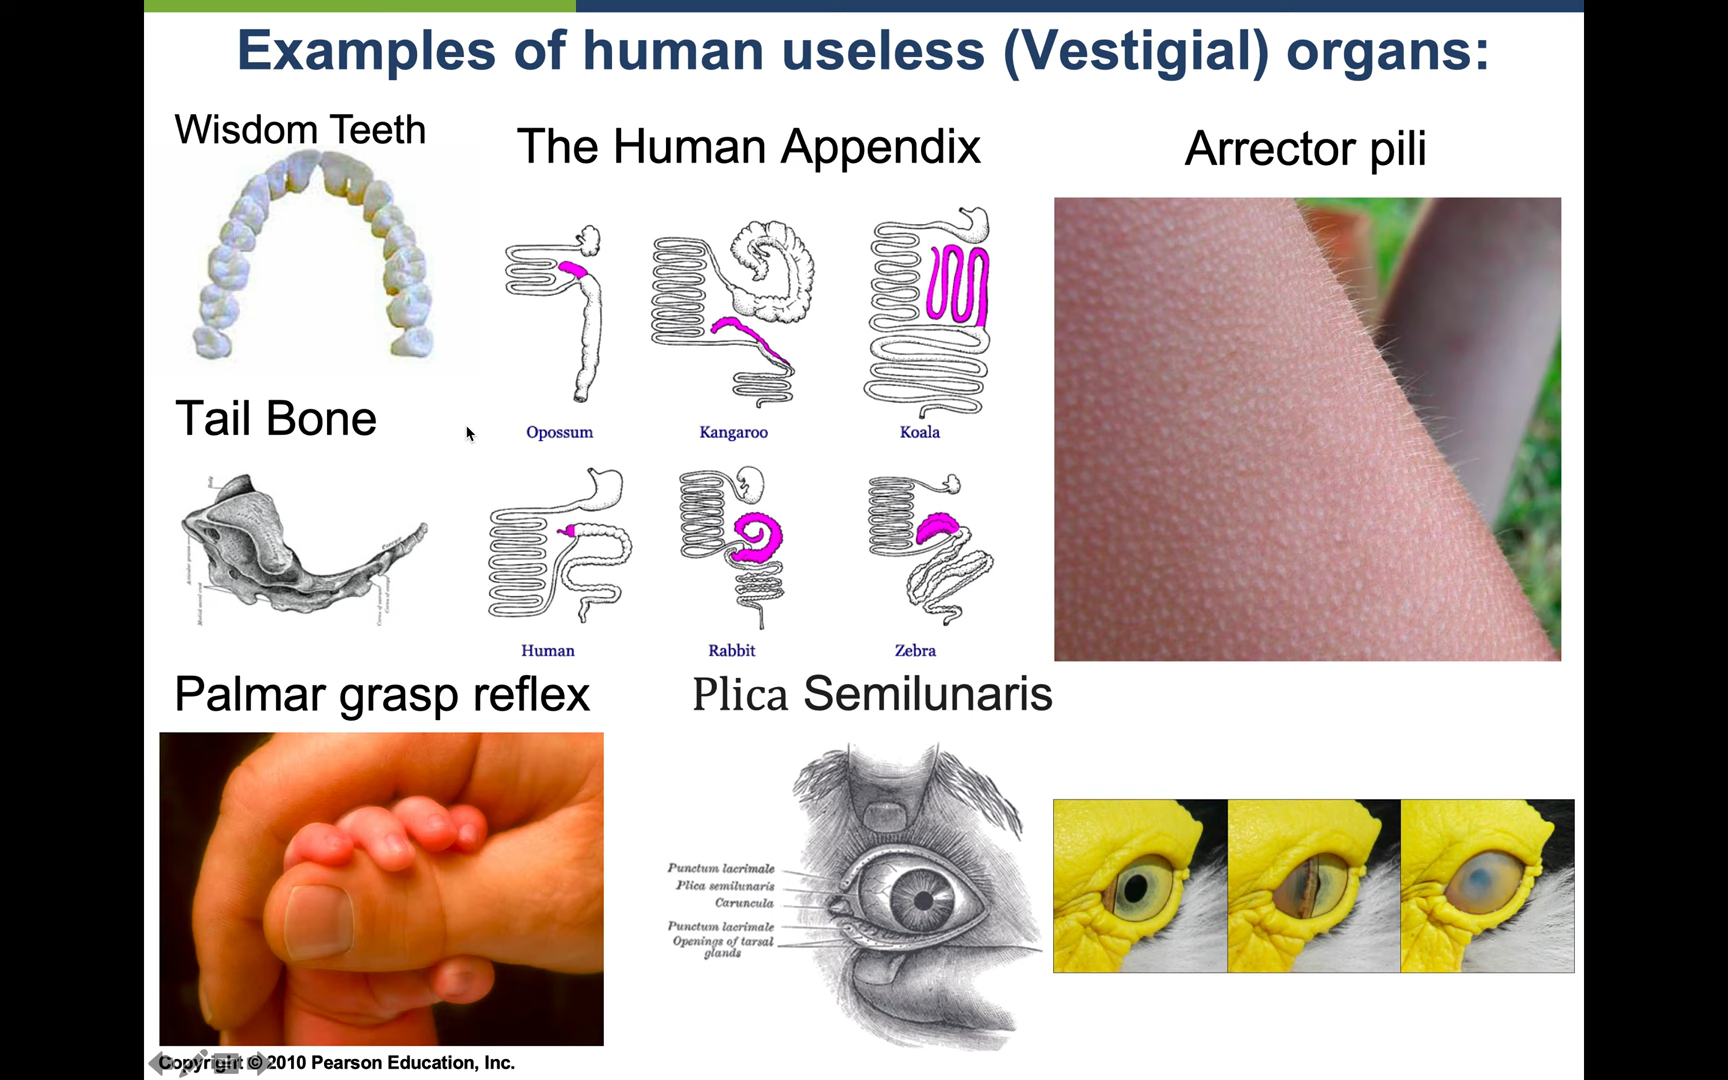 Examples of human useless (Vestigial) organs:
Wisdom Teeth
The Human Appendix
Arrector pili
Opossum
Kangaroo
Koala
Tail Bone
Human
Rabbit
Zebra
Palmar grasp reflex
Plica Semilunaris
Punctum lacrimale
Plica semilunaris
Caruncula
Punctum lacrimale
Openings of tarsal
glands
Copyright © 2010 Pearson Education, Inc.